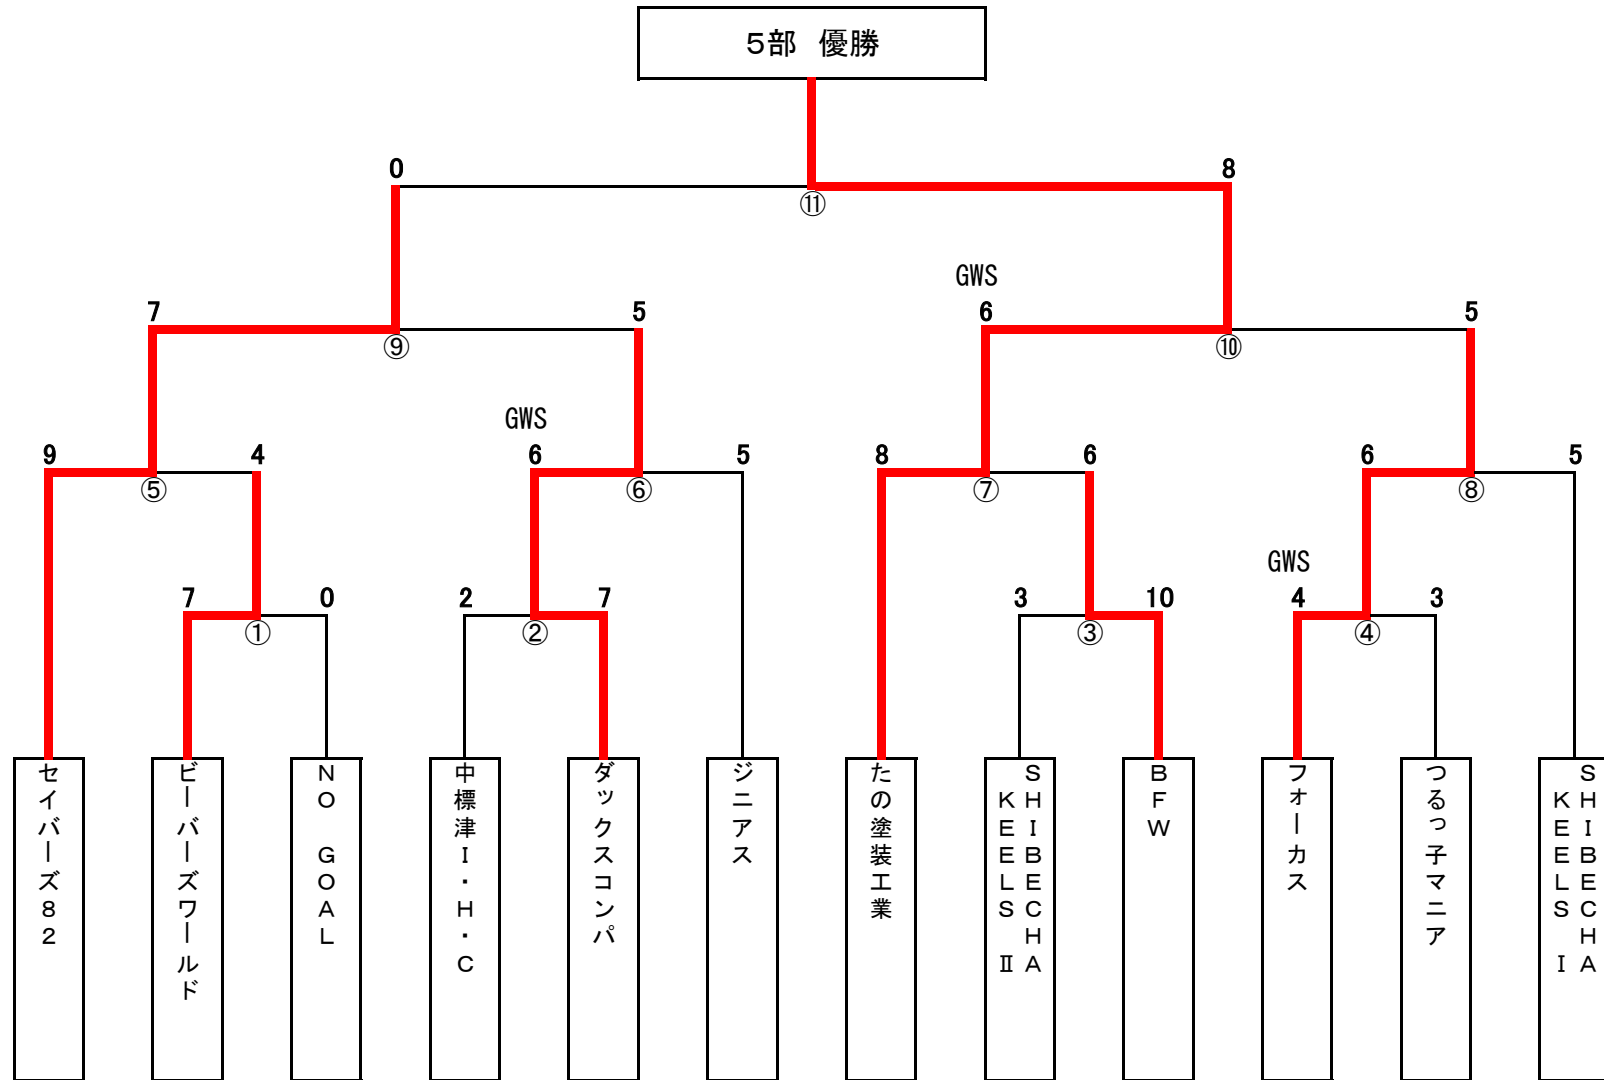 5部 優勝
0
8
⑪
GWS
7
5
6
5
⑨
⑩
GWS
9
4
6
5
8
6
6
5
⑤
⑥
⑦
⑧
GWS
7
0
2
7
3
10
4
3
①
②
③
④
セイバーズ82
ビーバーズワールド
NO GOAL
中標津I・H・C
ダックスコンパ
ジニアス
たの塗装工業
SHIBECHA
KEELS Ⅱ
BFW
フォーカス
つるっ子マニア
SHIBECHA
KEELS Ⅰ